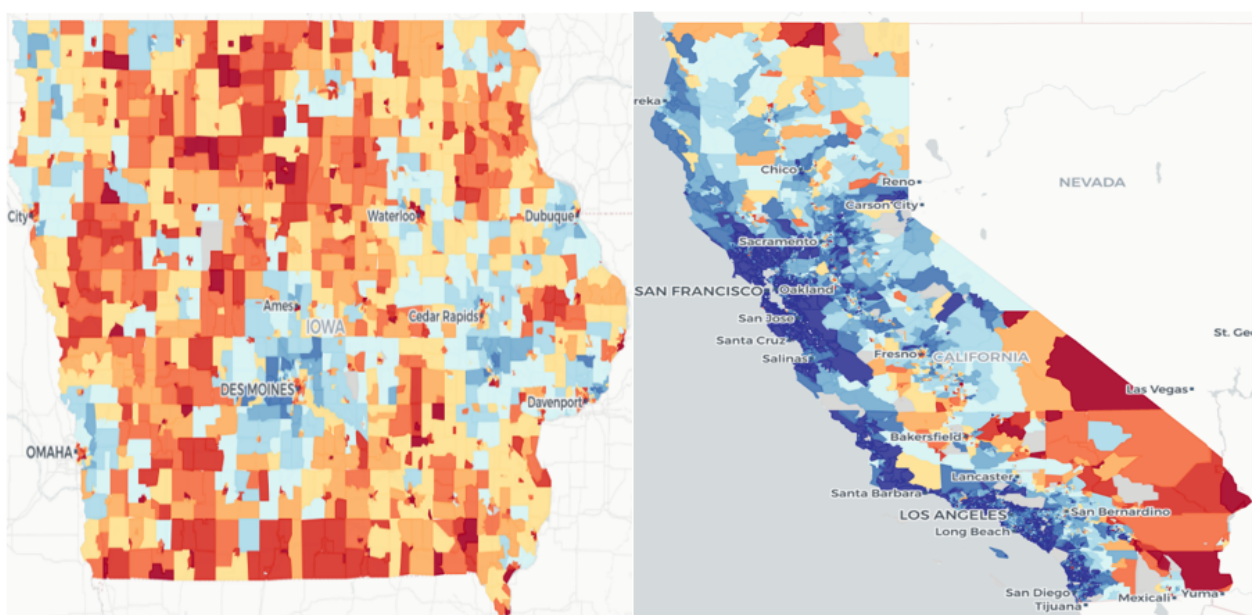 City
Waterloo
Dubuque
Ames
IOWA
Cedar Rapids
DES MOINES
Davenport
OMAHA
reka
Chico
Reno
Carson City
NEVADA
Sacramento
SAN FRANCISCO
Oakland
San Jose
Santa Cruz
Salinas
Fresno
CALIFORNIA
St. Geo
Las Vegas
Bakersfield
Lancaster
Santa Barbara
LOS ANGELES
San Bernardino
Long Beach
San Diego
Tijuana
Mexicali
Yuma